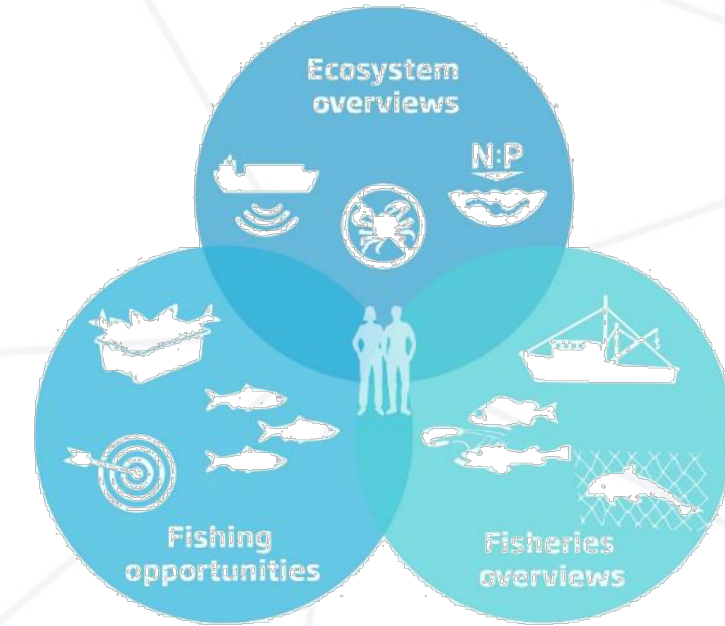 Ecosystem
overviews
N:P
Fishing
opportunities
Fisheries
overviews